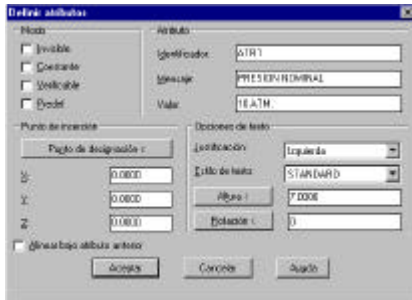 Definir atributos
Modo
Invisible
Constante
Verificable
Predef
Atributo
Identificador: ATR1
Mensaje: PRESION NOMINAL
Valor: 16 ATM.
Punto de inserción
Punto de designación <
X: 0.0000
Y: 0.0000
Z: 0.0000
Opciones de texto
Justificación: Izquierda
Estilo de texto: STANDARD
Altura < 7.0000
Rotación < 0
Alinear bajo atributo anterior
Aceptar
Cancelar
Ayuda